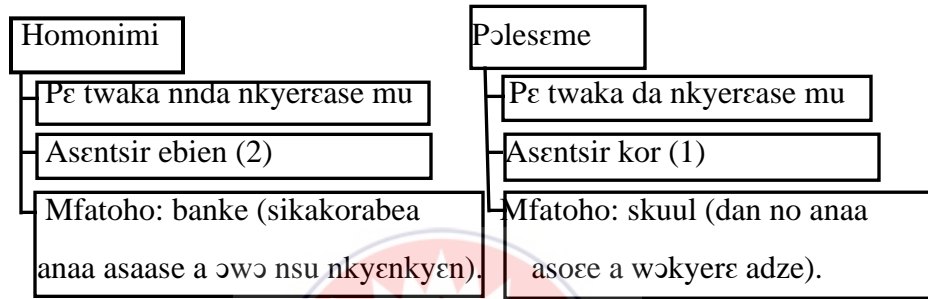 Homonimi
Pɛ twaka nnda nkyerɛase mu
Asɛntsir ebien (2)
Mfatoho: banke (sikakorabea
anaa asaase a ɔwɔ nsu nkyɛnkyɛn).
Pɔlesɛme
Pɛ twaka da nkyerɛase mu
Asɛntsir kor (1)
Mfatoho: skuul (dan no anaa
asoɛe a wɔkyerɛ adze).